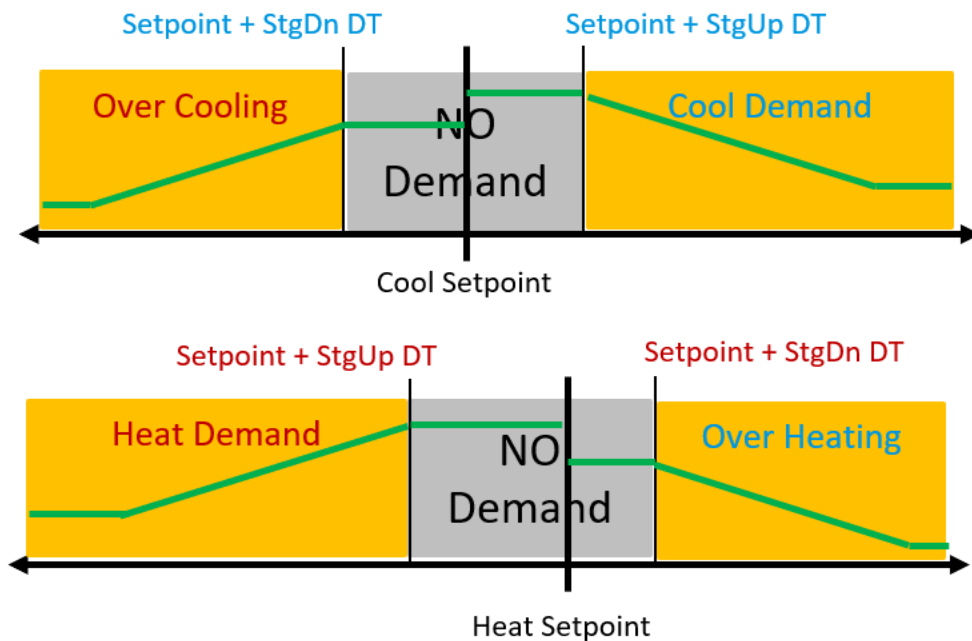 Setpoint + StgDn DT
Setpoint + StgUp DT
Over Cooling
NO
Demand
Cool Demand
Cool Setpoint
Setpoint + StgUp DT
Setpoint + StgDn DT
Heat Demand
NO
Demand
Over Heating
Heat Setpoint